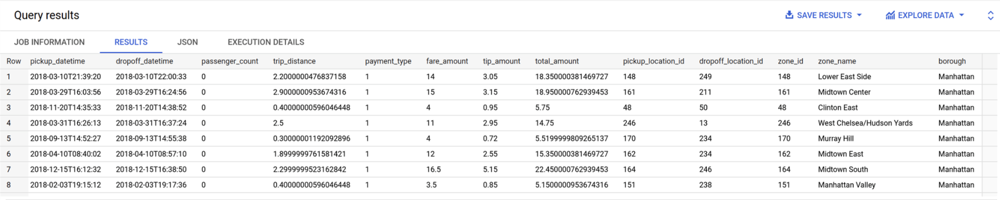 Query results SAVE RESULTS EXPLORE DATA
JOB INFORMATION RESULTS JSON EXECUTION DETAILS
Row pickup_datetime dropoff_datetime passenger_count trip_distance payment_type fare_amount tip_amount total_amount pickup_location_id dropoff_location_id zone_id zone_name borough
1 2018-03-10T21:39:20 2018-03-10T22:00:33 0 2.2000000476837158 1 14 3.05 18.350000381469727 148 249 148 Lower East Side Manhattan
2 2018-03-29T16:03:56 2018-03-29T16:24:56 0 2.9000000953674316 1 15 3.15 18.950000762939453 161 211 161 Midtown Center Manhattan
3 2018-11-20T14:35:33 2018-11-20T14:38:52 0 0.40000000596046448 1 4 0.95 5.75 48 50 48 Clinton East Manhattan
4 2018-03-31T16:26:13 2018-03-31T16:37:24 0 2.5 1 11 2.95 14.75 246 13 246 West Chelsea/Hudson Yards Manhattan
5 2018-09-13T14:52:27 2018-09-13T14:55:38 0 0.30000001192092896 1 4 0.72 5.5199999809265137 170 234 170 Murray Hill Manhattan
6 2018-04-10T08:40:02 2018-04-10T08:57:10 0 1.8999999761581421 1 12 2.55 15.350000381469727 162 234 162 Midtown East Manhattan
7 2018-12-15T16:12:32 2018-12-15T16:38:50 0 2.2999999523162842 1 16.5 5.15 22.450000762939453 164 246 164 Midtown South Manhattan
8 2018-02-03T19:15:12 2018-02-03T19:17:36 0 0.40000000596046448 1 3.5 0.85 5.1500000953674316 151 238 151 Manhattan Valley Manhattan